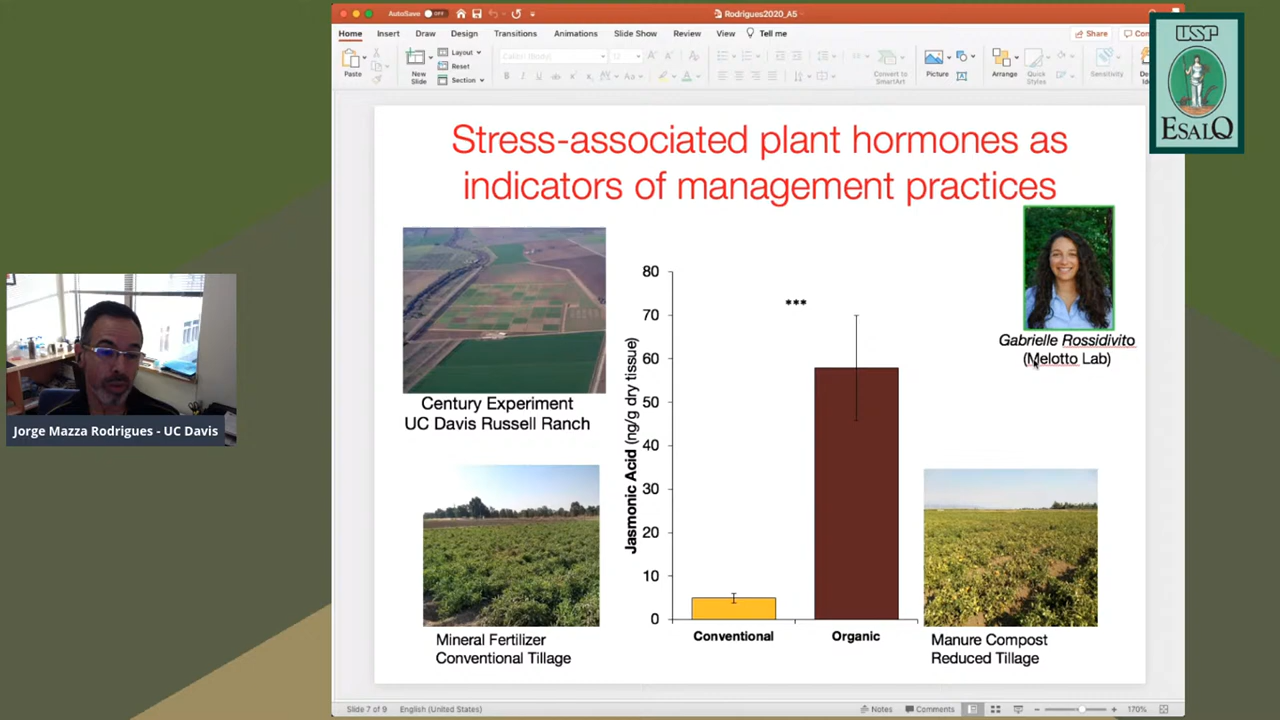 AutoSave
OFF
Rodrigues2020_A5
Home Insert Draw Design Transitions Animations Slide Show Review View Tell me
Share
Paste
New
Slide
Layout
Reset
Section
Convert to
SmartArt
Picture
Arrange
Quick
Styles
Sensitivity
USP
ESALQ
Stress-associated plant hormones as
indicators of management practices
Century Experiment
UC Davis Russell Ranch
Mineral Fertilizer
Conventional Tillage
Jasmonic Acid (ng/g dry tissue)
80
70
60
50
40
30
20
10
0
***
Conventional
Organic
Gabrielle Rossidivito
(Melotto Lab)
Manure Compost
Reduced Tillage
Jorge Mazza Rodrigues - UC Davis
Slide 7 of 9 English (United States)
Notes Comments
170%